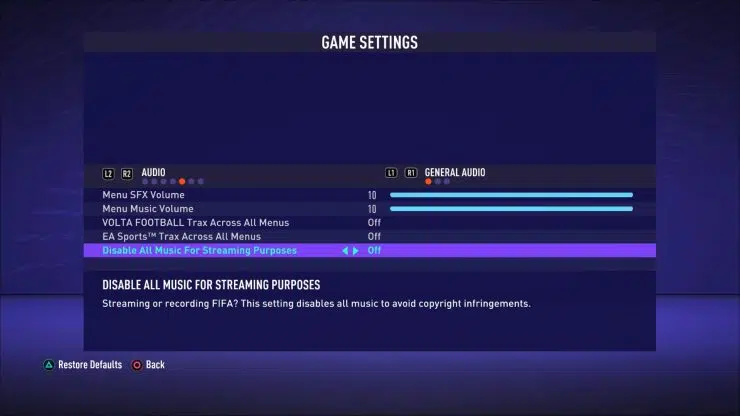 GAME SETTINGS
L2 R2 AUDIO L1 R1 GENERAL AUDIO
Menu SFX Volume 10
Menu Music Volume 10
VOLTA FOOTBALL Trax Across All Menus Off
EA Sports™ Trax Across All Menus Off
Disable All Music For Streaming Purposes Off
DISABLE ALL MUSIC FOR STREAMING PURPOSES
Streaming or recording FIFA? This setting disables all music to avoid copyright infringements.
Restore Defaults Back